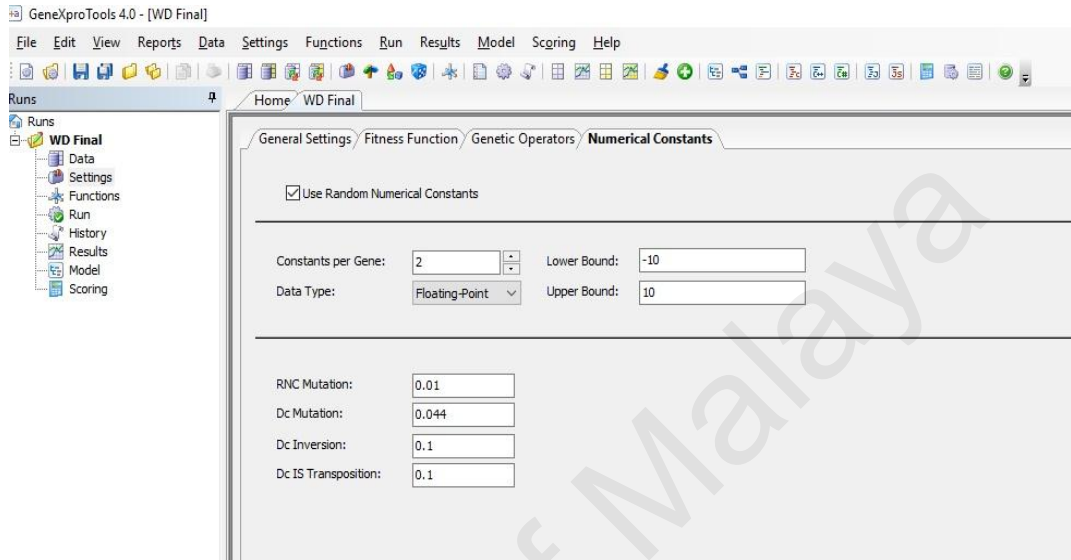 GeneXproTools 4.0 - [WD Final]
File Edit View Reports Data Settings Functions Run Results Model Scoring Help
Runs
Home WD Final
Runs
WD Final
Data
Settings
Functions
Run
History
Results
Model
Scoring
General Settings Fitness Function Genetic Operators Numerical Constants
Use Random Numerical Constants
Constants per Gene: 2 Lower Bound: -10
Data Type: Floating-Point Upper Bound: 10
RNC Mutation: 0.01
Dc Mutation: 0.044
Dc Inversion: 0.1
Dc IS Transposition: 0.1
of Malaya